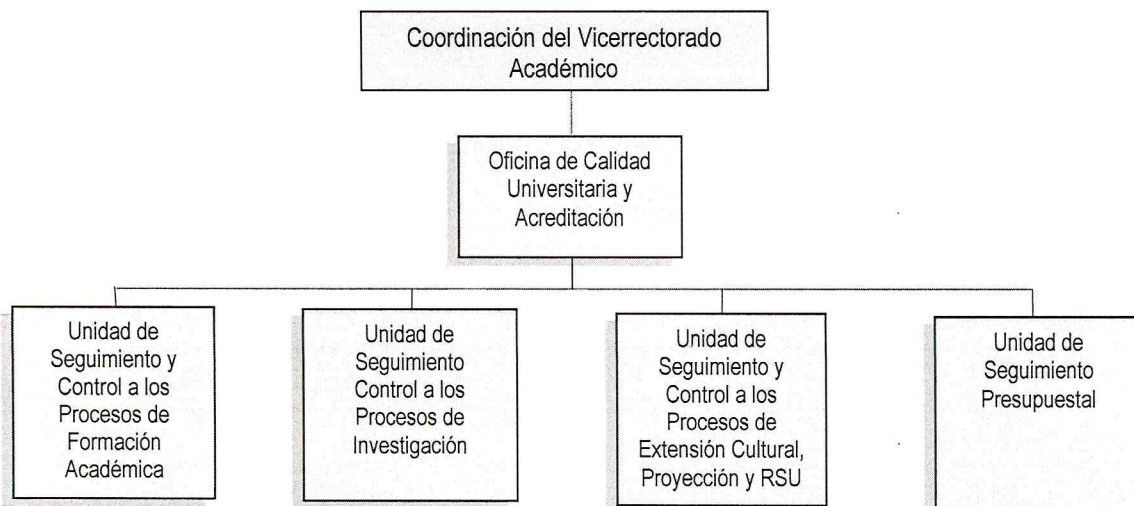 Coordinación del Vicerrectorado
Académico
Oficina de Calidad
Universitaria y
Acreditación
Unidad de
Seguimiento y
Control a los
Procesos de
Formación
Académica
Unidad de
Seguimiento
Control a los
Procesos de
Investigación
Unidad de
Seguimiento y
Control a los
Procesos de
Extensión Cultural,
Proyección y RSU
Unidad de
Seguimiento
Presupuestal